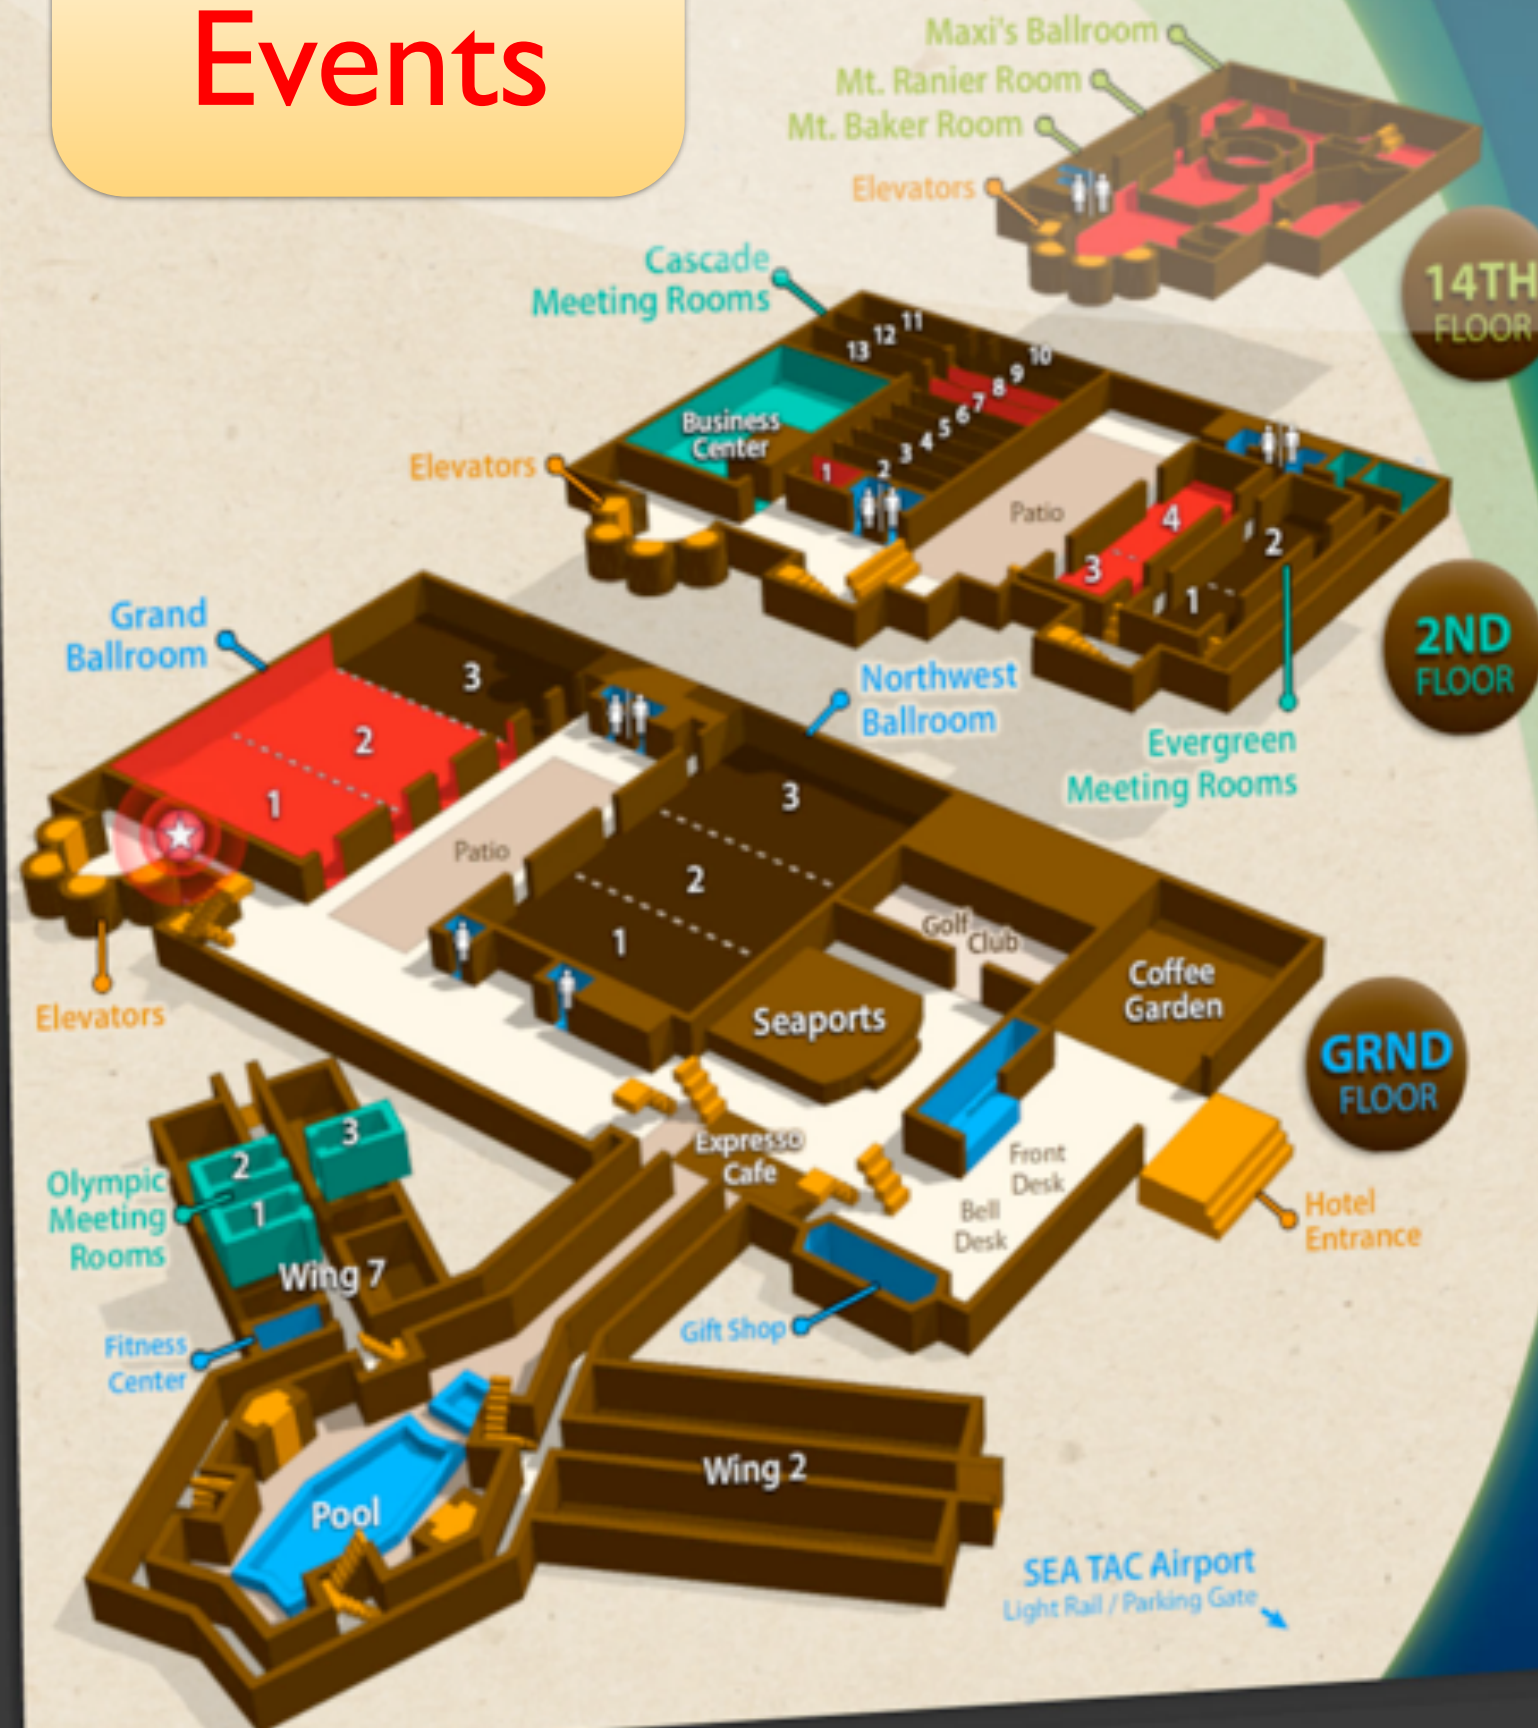 Events
Maxi's Ballroom
Mt. Ranier Room
Mt. Baker Room
Elevators
14TH
FLOOR
Cascade
Meeting Rooms
11
12
13
10
9
8
7
6
5
4
3
2
1
Business
Center
Elevators
Patio
4
3
2
1
2ND
FLOOR
Evergreen
Meeting Rooms
Grand
Ballroom
3
2
1
Northwest
Ballroom
3
2
1
Patio
Elevators
Golf
Club
Coffee
Garden
Seaports
GRND
FLOOR
Expresso
Cafe
Front
Desk
Bell
Desk
Hotel
Entrance
Gift Shop
3
2
1
Olympic
Meeting
Rooms
Wing 7
Fitness
Center
Pool
Wing 2
SEA TAC Airport
Light Rail / Parking Gate